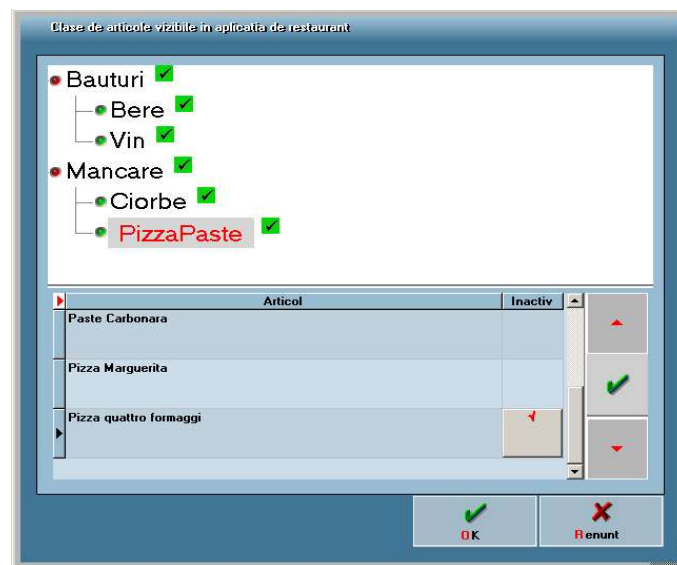 Clase de articole vizibile in aplicatia de restaurant
Bauturi
Bere
Vin
Mancare
Ciorbe
PizzaPaste
Articol Inactiv
Paste Carbonara
Pizza Marguerita
Pizza quattro formaggi
OK Renunt